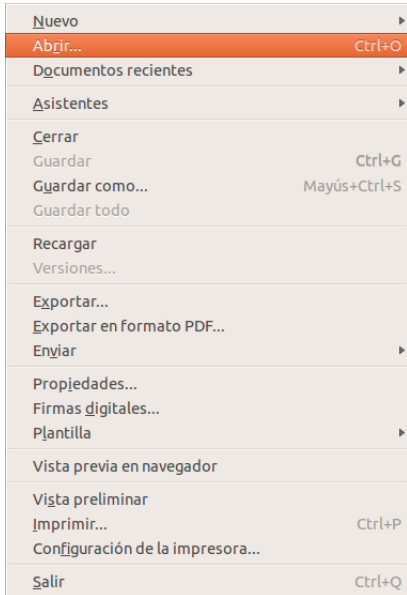 Nuevo
Abrir... Ctrl+O
Documentos recientes
Asistentes
Cerrar
Guardar Ctrl+G
Guardar como... Mayús+Ctrl+S
Guardar todo
Recargar
Versiones...
Exportar...
Exportar en formato PDF...
Enviar
Propiedades...
Firmas digitales...
Plantilla
Vista previa en navegador
Vista preliminar
Imprimir... Ctrl+P
Configuración de la impresora...
Salir Ctrl+Q